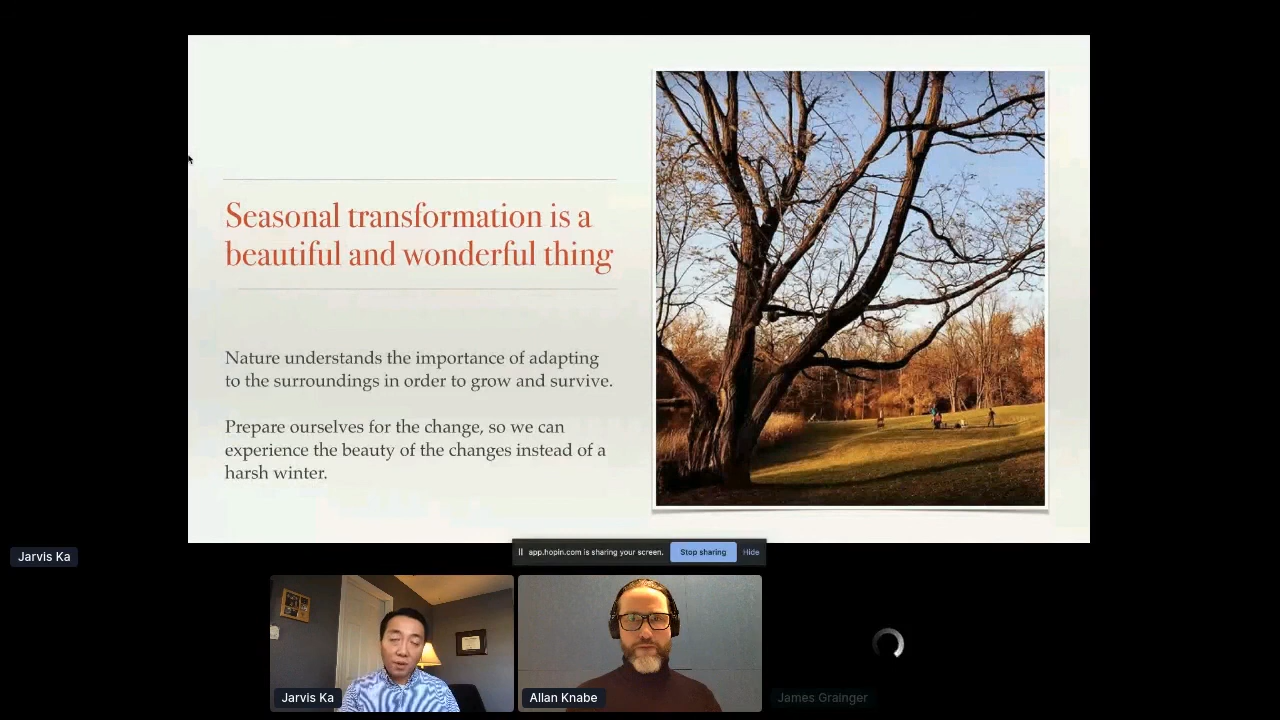 Seasonal transformation is a
beautiful and wonderful thing
Nature understands the importance of adapting
to the surroundings in order to grow and survive.
Prepare ourselves for the change, so we can
experience the beauty of the changes instead of a
harsh winter.
Jarvis Ka
app.hopin.com is sharing your screen.
Stop sharing
Hide
Jarvis Ka
Allan Knabe
James Grainger